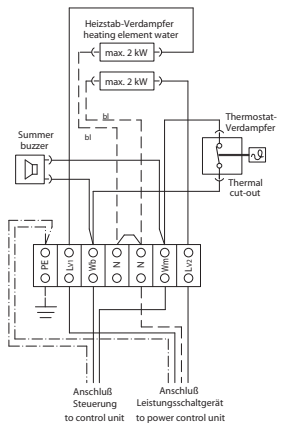 Heizstab-Verdampfer
heating element water
max. 2 kW
max. 2 kW
bl
bl
Thermostat-
Verdampfer
Summer
buzzer
Thermal
cut-out
PE
Lv1
Wb
N
N
Wm
Lv2
Anschluß
Steuerung
to control unit
Anschluß
Leistungsschaltgerät
to power control unit